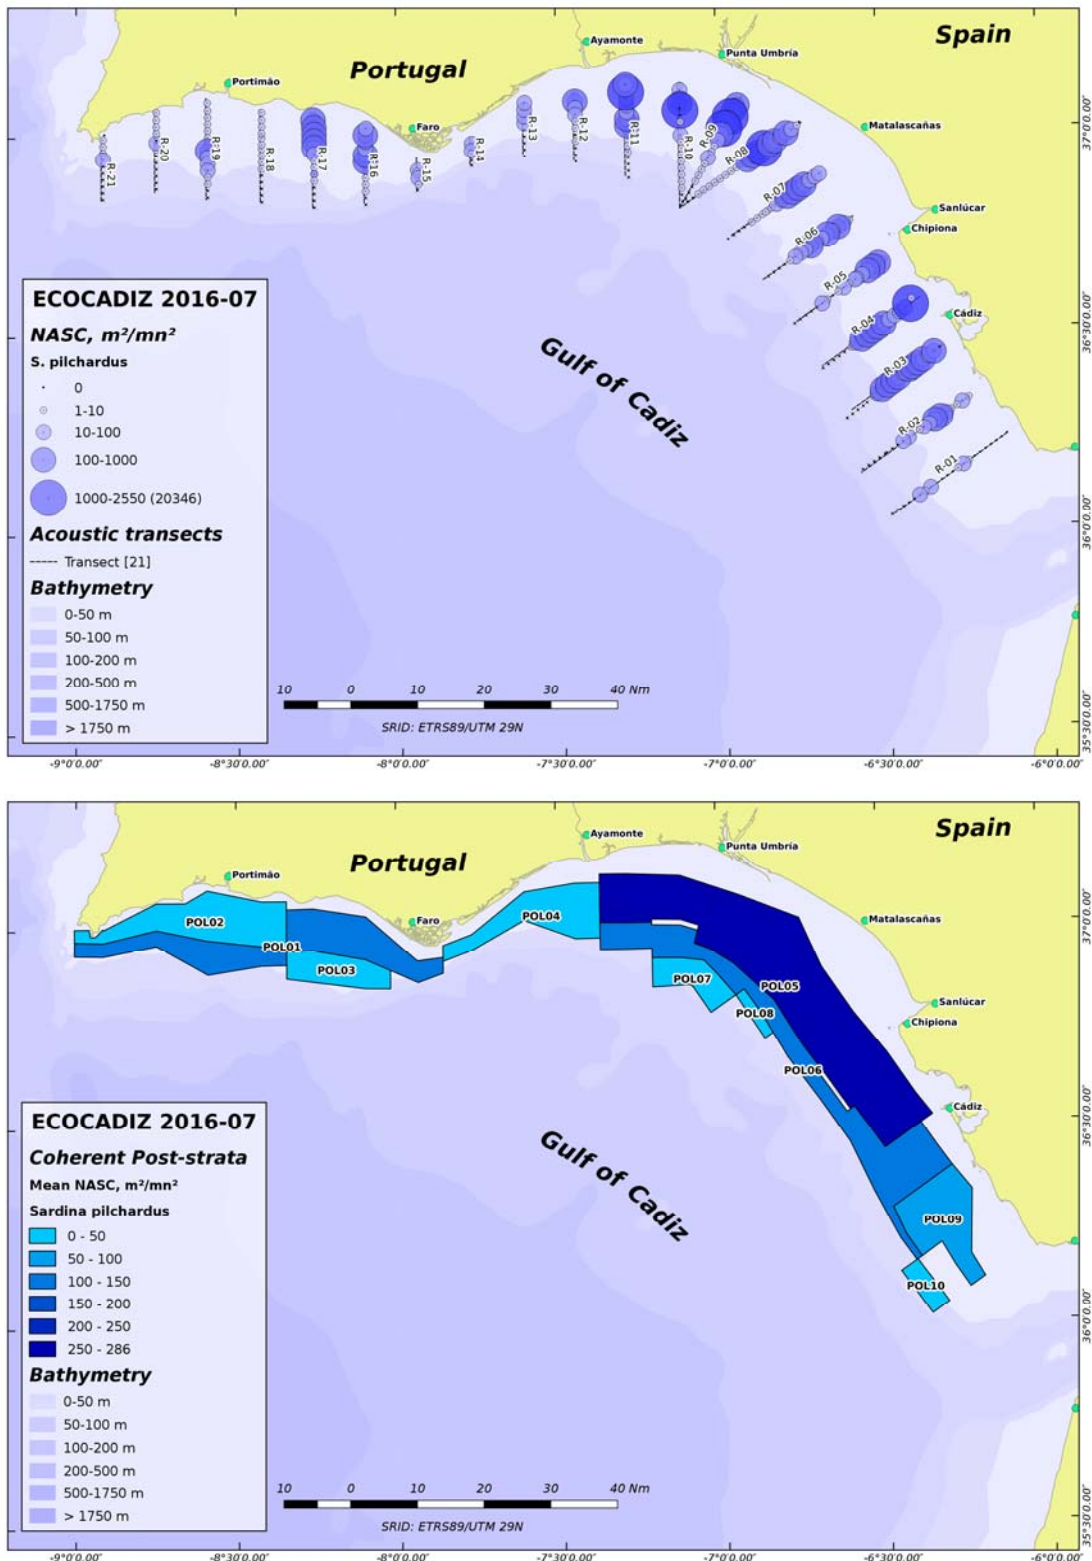 Spain
Portugal
Ayamonte
Punta Umbría
Portimão
Faro
Matalascañas
Sanlúcar
Chipiona
Cádiz
Gulf of Cadiz
R-21
R-20
R-19
R-18
R-17
R-16
R-15
R-14
R-13
R-12
R-11
R-10
R-09
R-08
R-07
R-06
R-05
R-04
R-03
R-02
R-01
ECOCADIZ 2016-07
NASC, m²/mn²
S. pilchardus
0
1-10
10-100
100-1000
1000-2550 (20346)
Acoustic transects
Transect [21]
Bathymetry
0-50 m
50-100 m
100-200 m
200-500 m
500-1750 m
> 1750 m
10 0 10 20 30 40 Nm
SRID: ETRS89/UTM 29N
37°0'0.00″
36°30'0.00″
36°0'0.00″
35°30'0.00″
-9°0'0.00″ -8°30'0.00″ -8°0'0.00″ -7°30'0.00″ -7°0'0.00″ -6°30'0.00″ -6°0'0.00″
Spain
Portugal
Ayamonte
Punta Umbría
Portimão
Faro
Matalascañas
Sanlúcar
Chipiona
Cádiz
Gulf of Cadiz
POL02
POL01
POL03
POL04
POL05
POL07
POL08
POL06
POL09
POL10
ECOCADIZ 2016-07
Coherent Post-strata
Mean NASC, m²/mn²
Sardina pilchardus
0 - 50
50 - 100
100 - 150
150 - 200
200 - 250
250 - 286
Bathymetry
0-50 m
50-100 m
100-200 m
200-500 m
500-1750 m
> 1750 m
10 0 10 20 30 40 Nm
SRID: ETRS89/UTM 29N
37°0'0.00″
36°30'0.00″
36°0'0.00″
35°30'0.00″
-9°0'0.00″ -8°30'0.00″ -8°0'0.00″ -7°30'0.00″ -7°0'0.00″ -6°30'0.00″ -6°0'0.00″